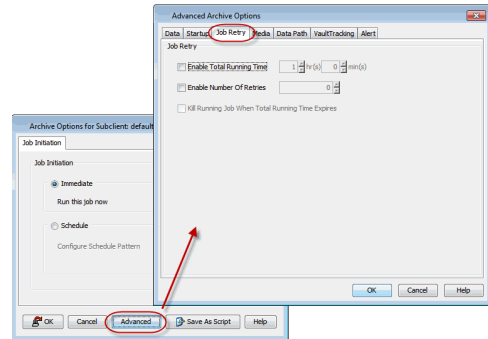 Advanced Archive Options
Data Startup Job Retry Media Data Path VaultTracking Alert
Job Retry
Enable Total Running Time 1 hr(s) 0 min(s)
Enable Number Of Retries 0
Kill Running Job When Total Running Time Expires
OK Cancel Help
Archive Options for Subclient: default
Job Initiation
Job Initiation
Immediate
Run this job now
Schedule
Configure Schedule Pattern
OK Cancel Advanced Save As Script Help